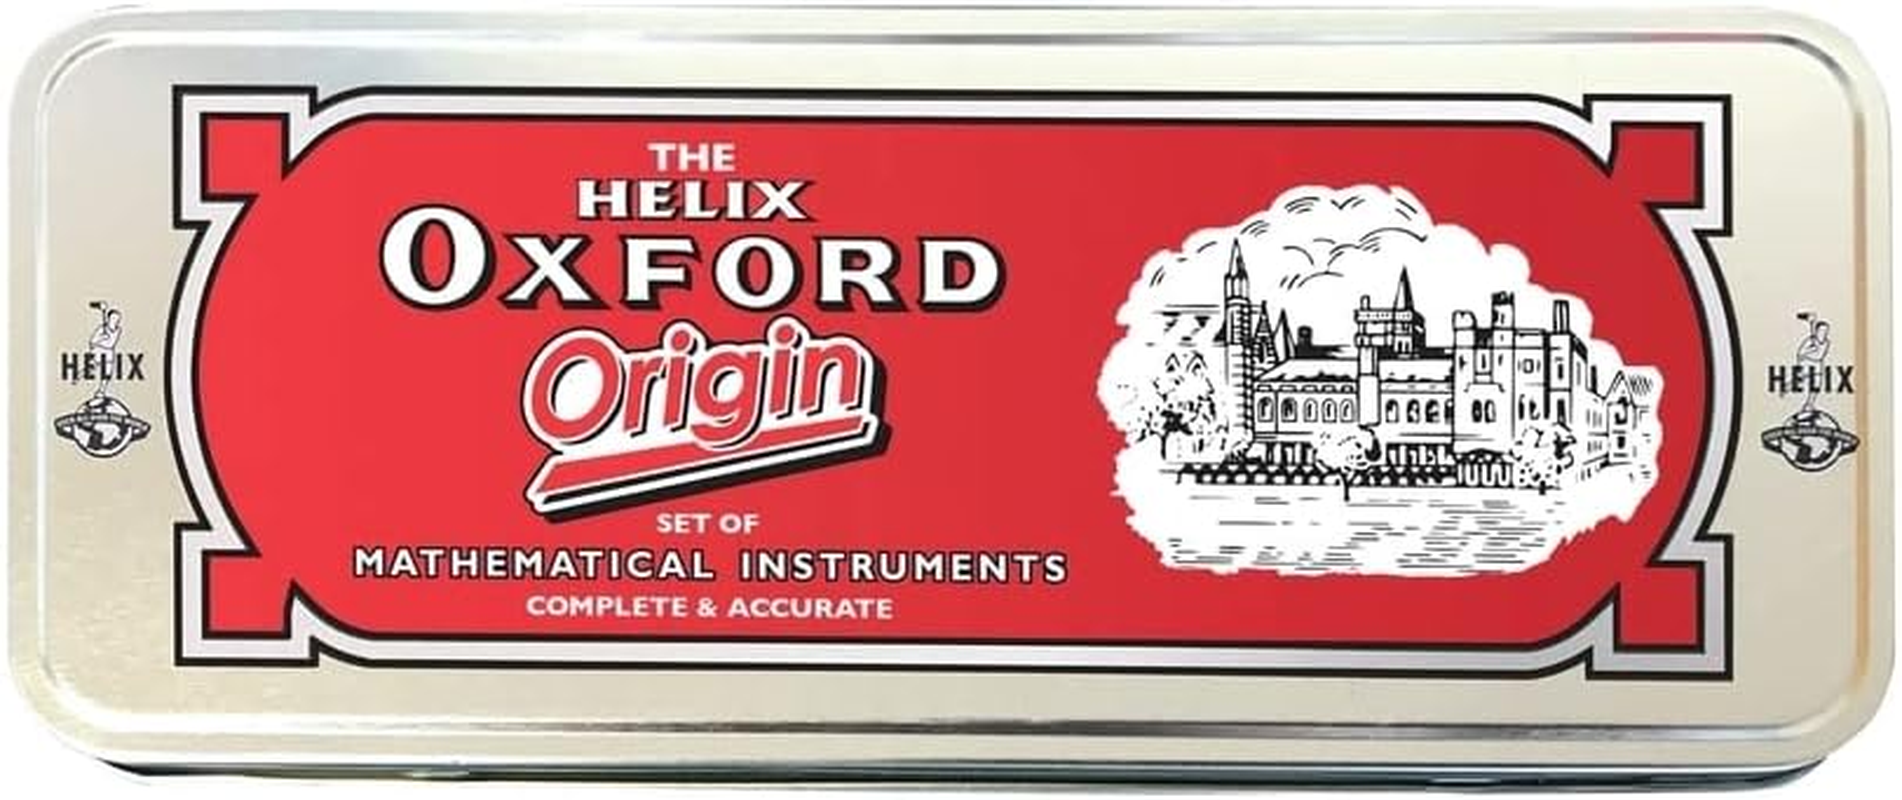 THE
HELIX
OXFORD
Origin
SET OF
MATHEMATICAL INSTRUMENTS
COMPLETE & ACCURATE
HELIX
HELIX